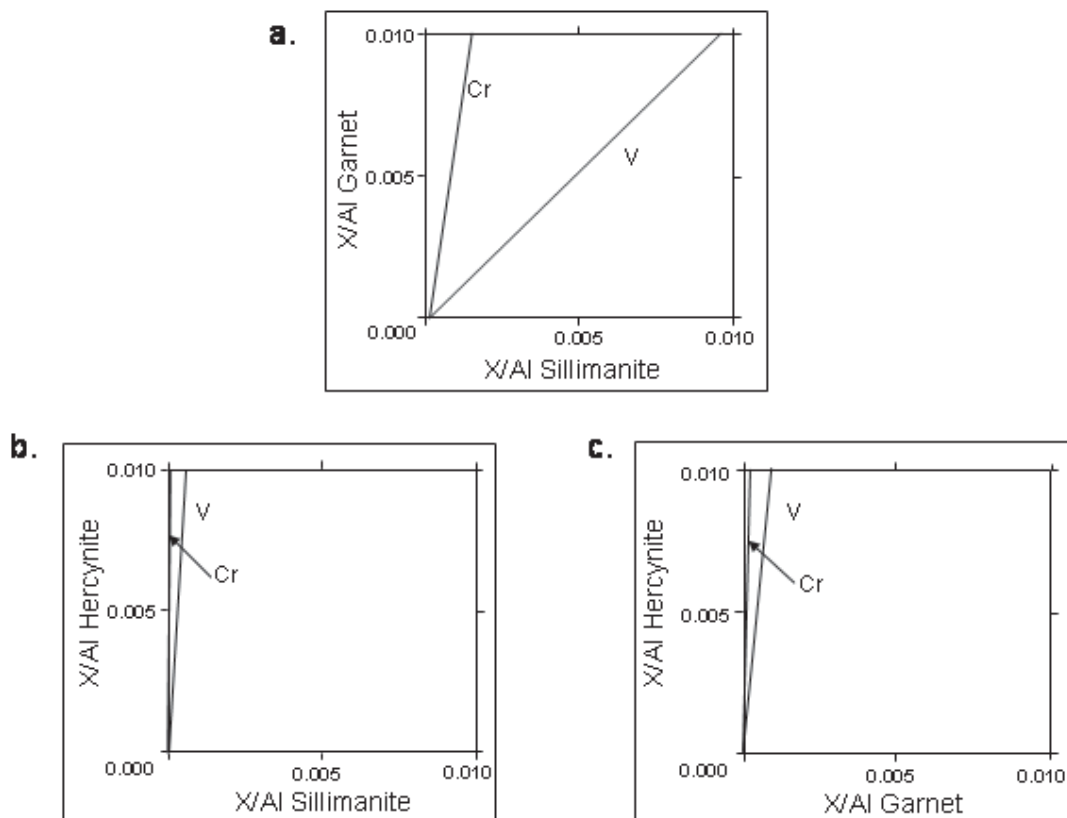 a.
0.010
Cr
X/Al Garnet
0.005
V
0.000
0.005
0.010
X/Al Sillimanite
b.
0.010
V
X/Al Hercynite
Cr
0.005
0.000
0.005
0.010
X/Al Sillimanite
c.
0.010
V
X/Al Hercynite
Cr
0.005
0.000
0.005
0.010
X/Al Garnet